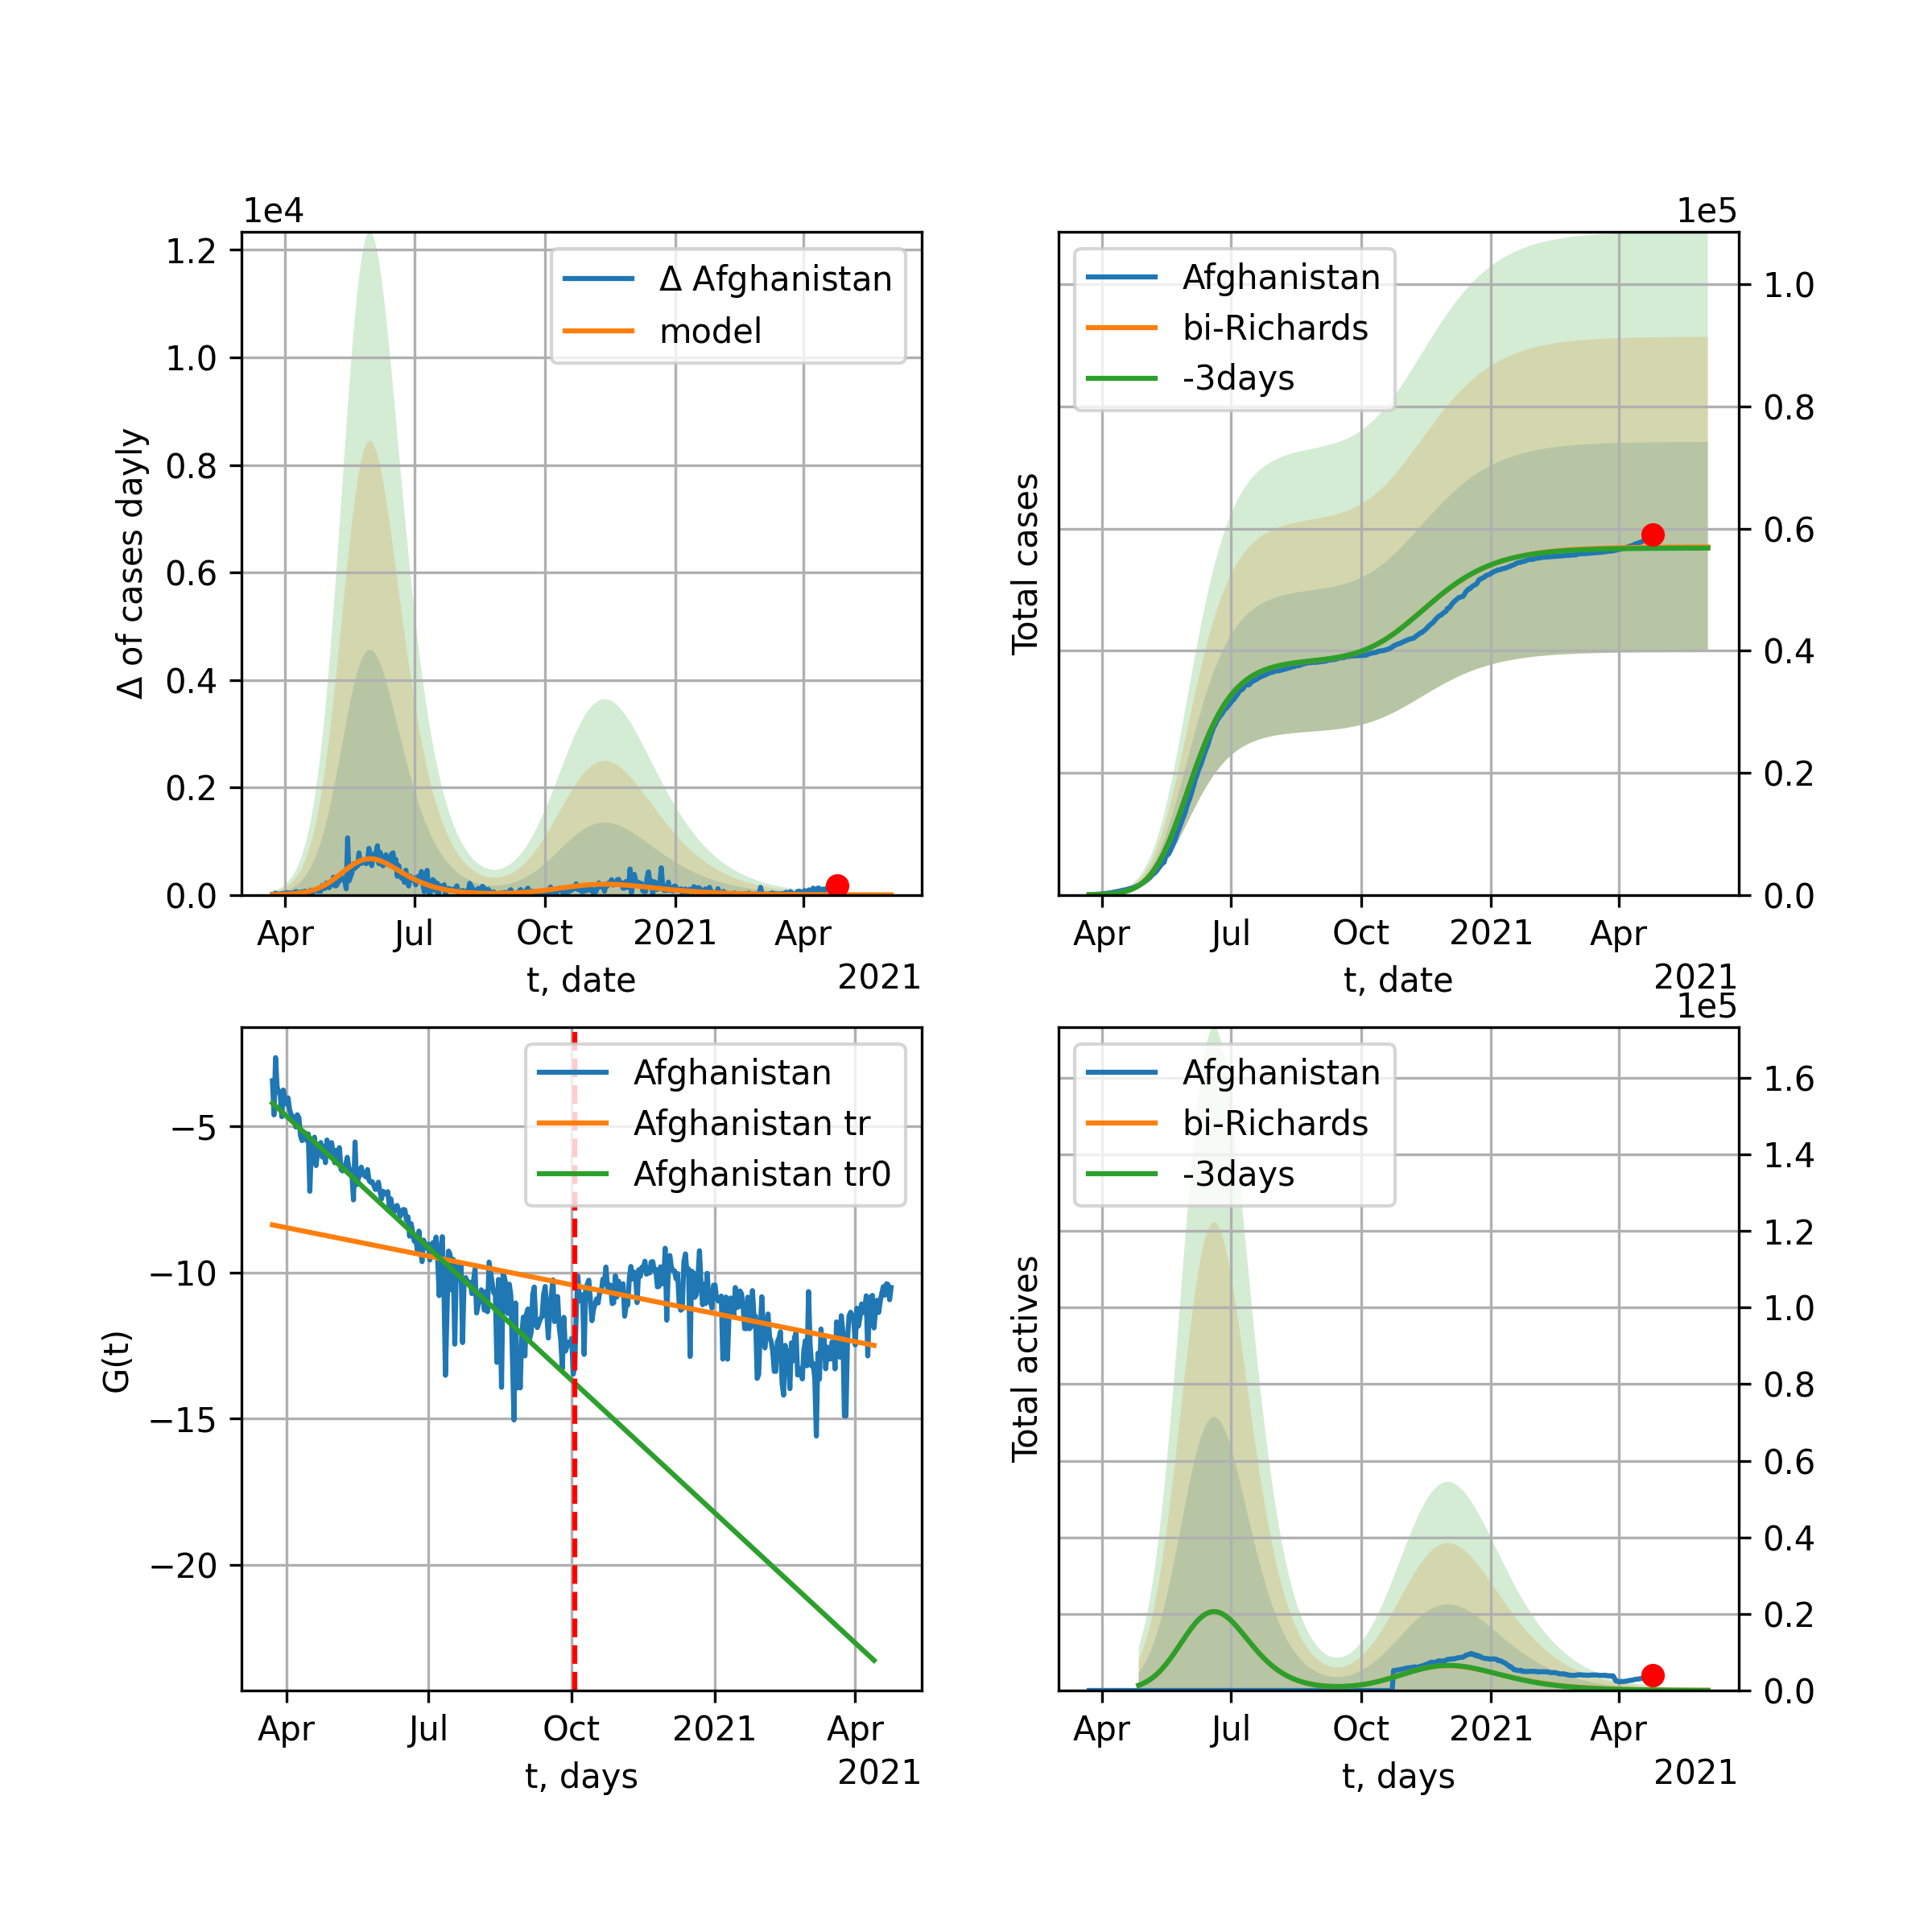 1e4
1.2
1.0
0.8
0.6
0.4
0.2
0.0
Δ of cases dayly
Δ Afghanistan
model
Apr
Jul
Oct
2021
Apr
t, date
2021
1e5
Afghanistan
bi-Richards
-3days
Total cases
1.0
0.8
0.6
0.4
0.2
0.0
Apr
Jul
Oct
2021
Apr
t, date
2021
−5
−10
−15
−20
G(t)
Afghanistan
Afghanistan tr
Afghanistan tr0
Apr
Jul
Oct
2021
Apr
t, days
2021
1e5
Afghanistan
bi-Richards
-3days
Total actives
1.6
1.4
1.2
1.0
0.8
0.6
0.4
0.2
0.0
Apr
Jul
Oct
2021
Apr
t, days
2021